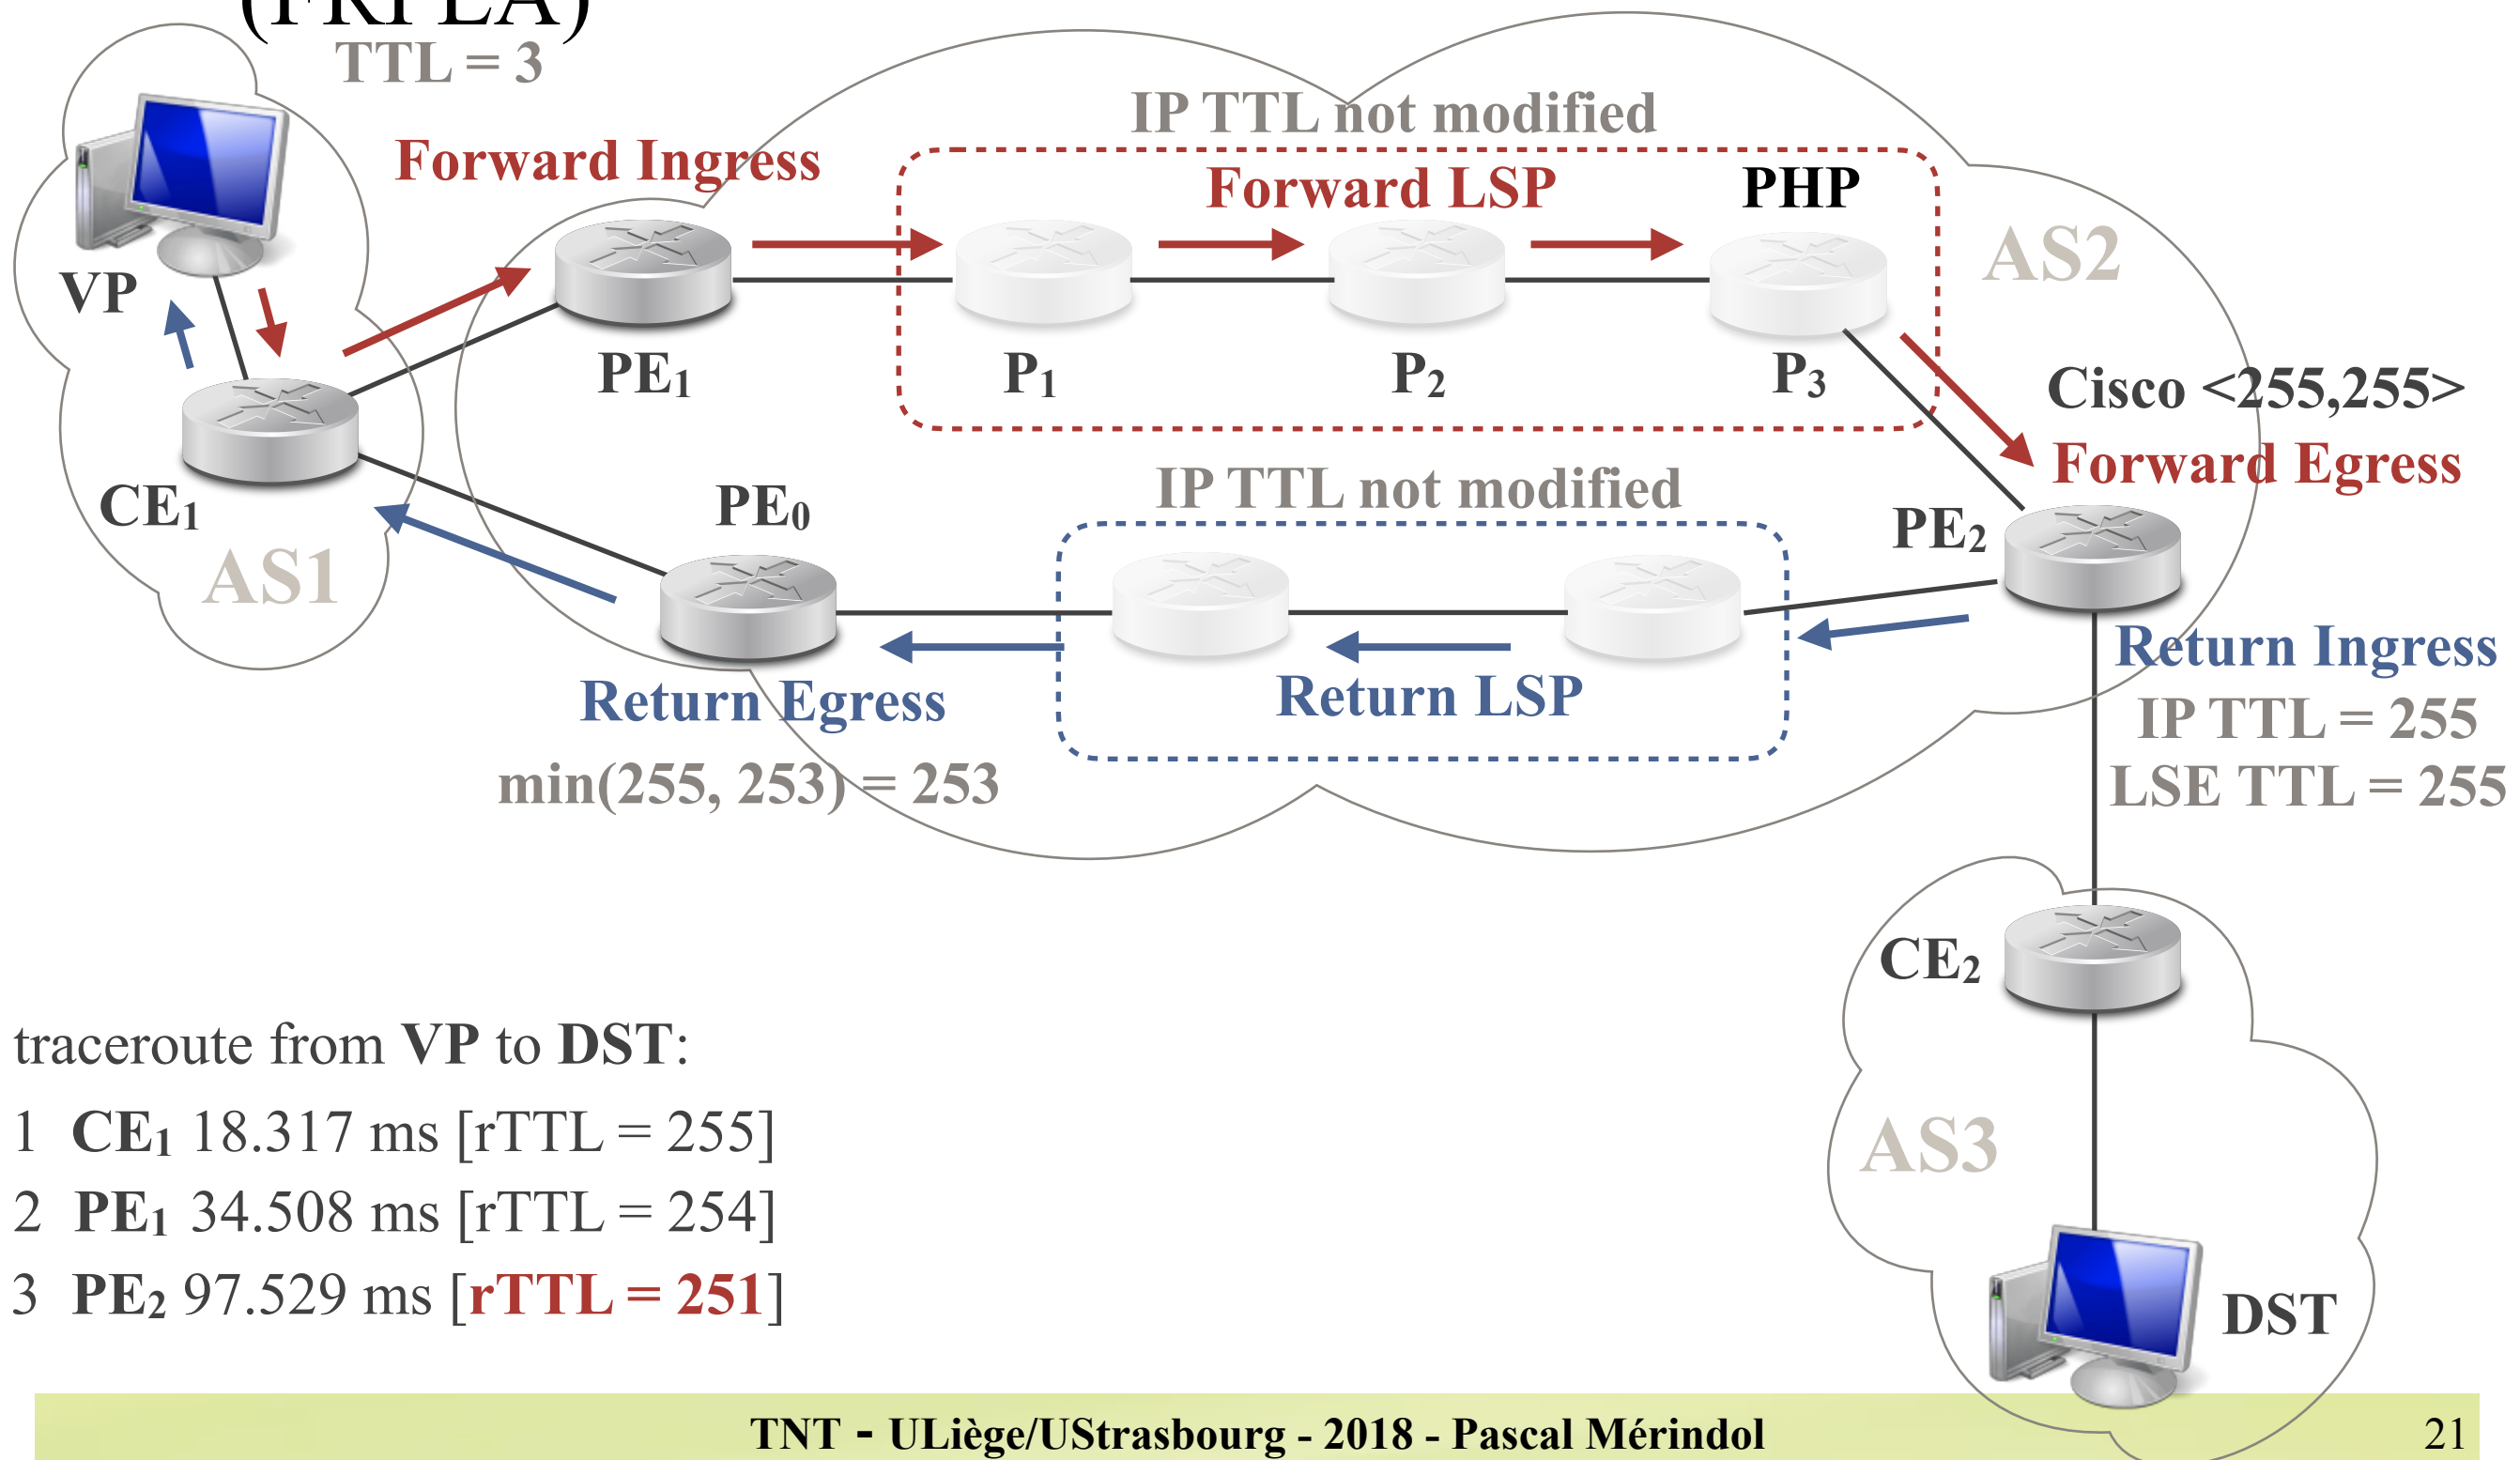 (FRPLA)
TTL = 3
IP TTL not modified
Forward Ingress
Forward LSP
PHP
AS2
VP
PE1
P1
P2
P3
Cisco <255,255>
Forward Egress
CE1
PE0
IP TTL not modified
PE2
AS1
Return Ingress
Return Egress
Return LSP
IP TTL = 255
min(255, 253) = 253
LSE TTL = 255
CE2
traceroute from VP to DST:
1 CE1 18.317 ms [rTTL = 255]
AS3
2 PE1 34.508 ms [rTTL = 254]
3 PE2 97.529 ms [rTTL = 251]
DST
TNT - ULiège/UStrasbourg - 2018 - Pascal Mérindol
21